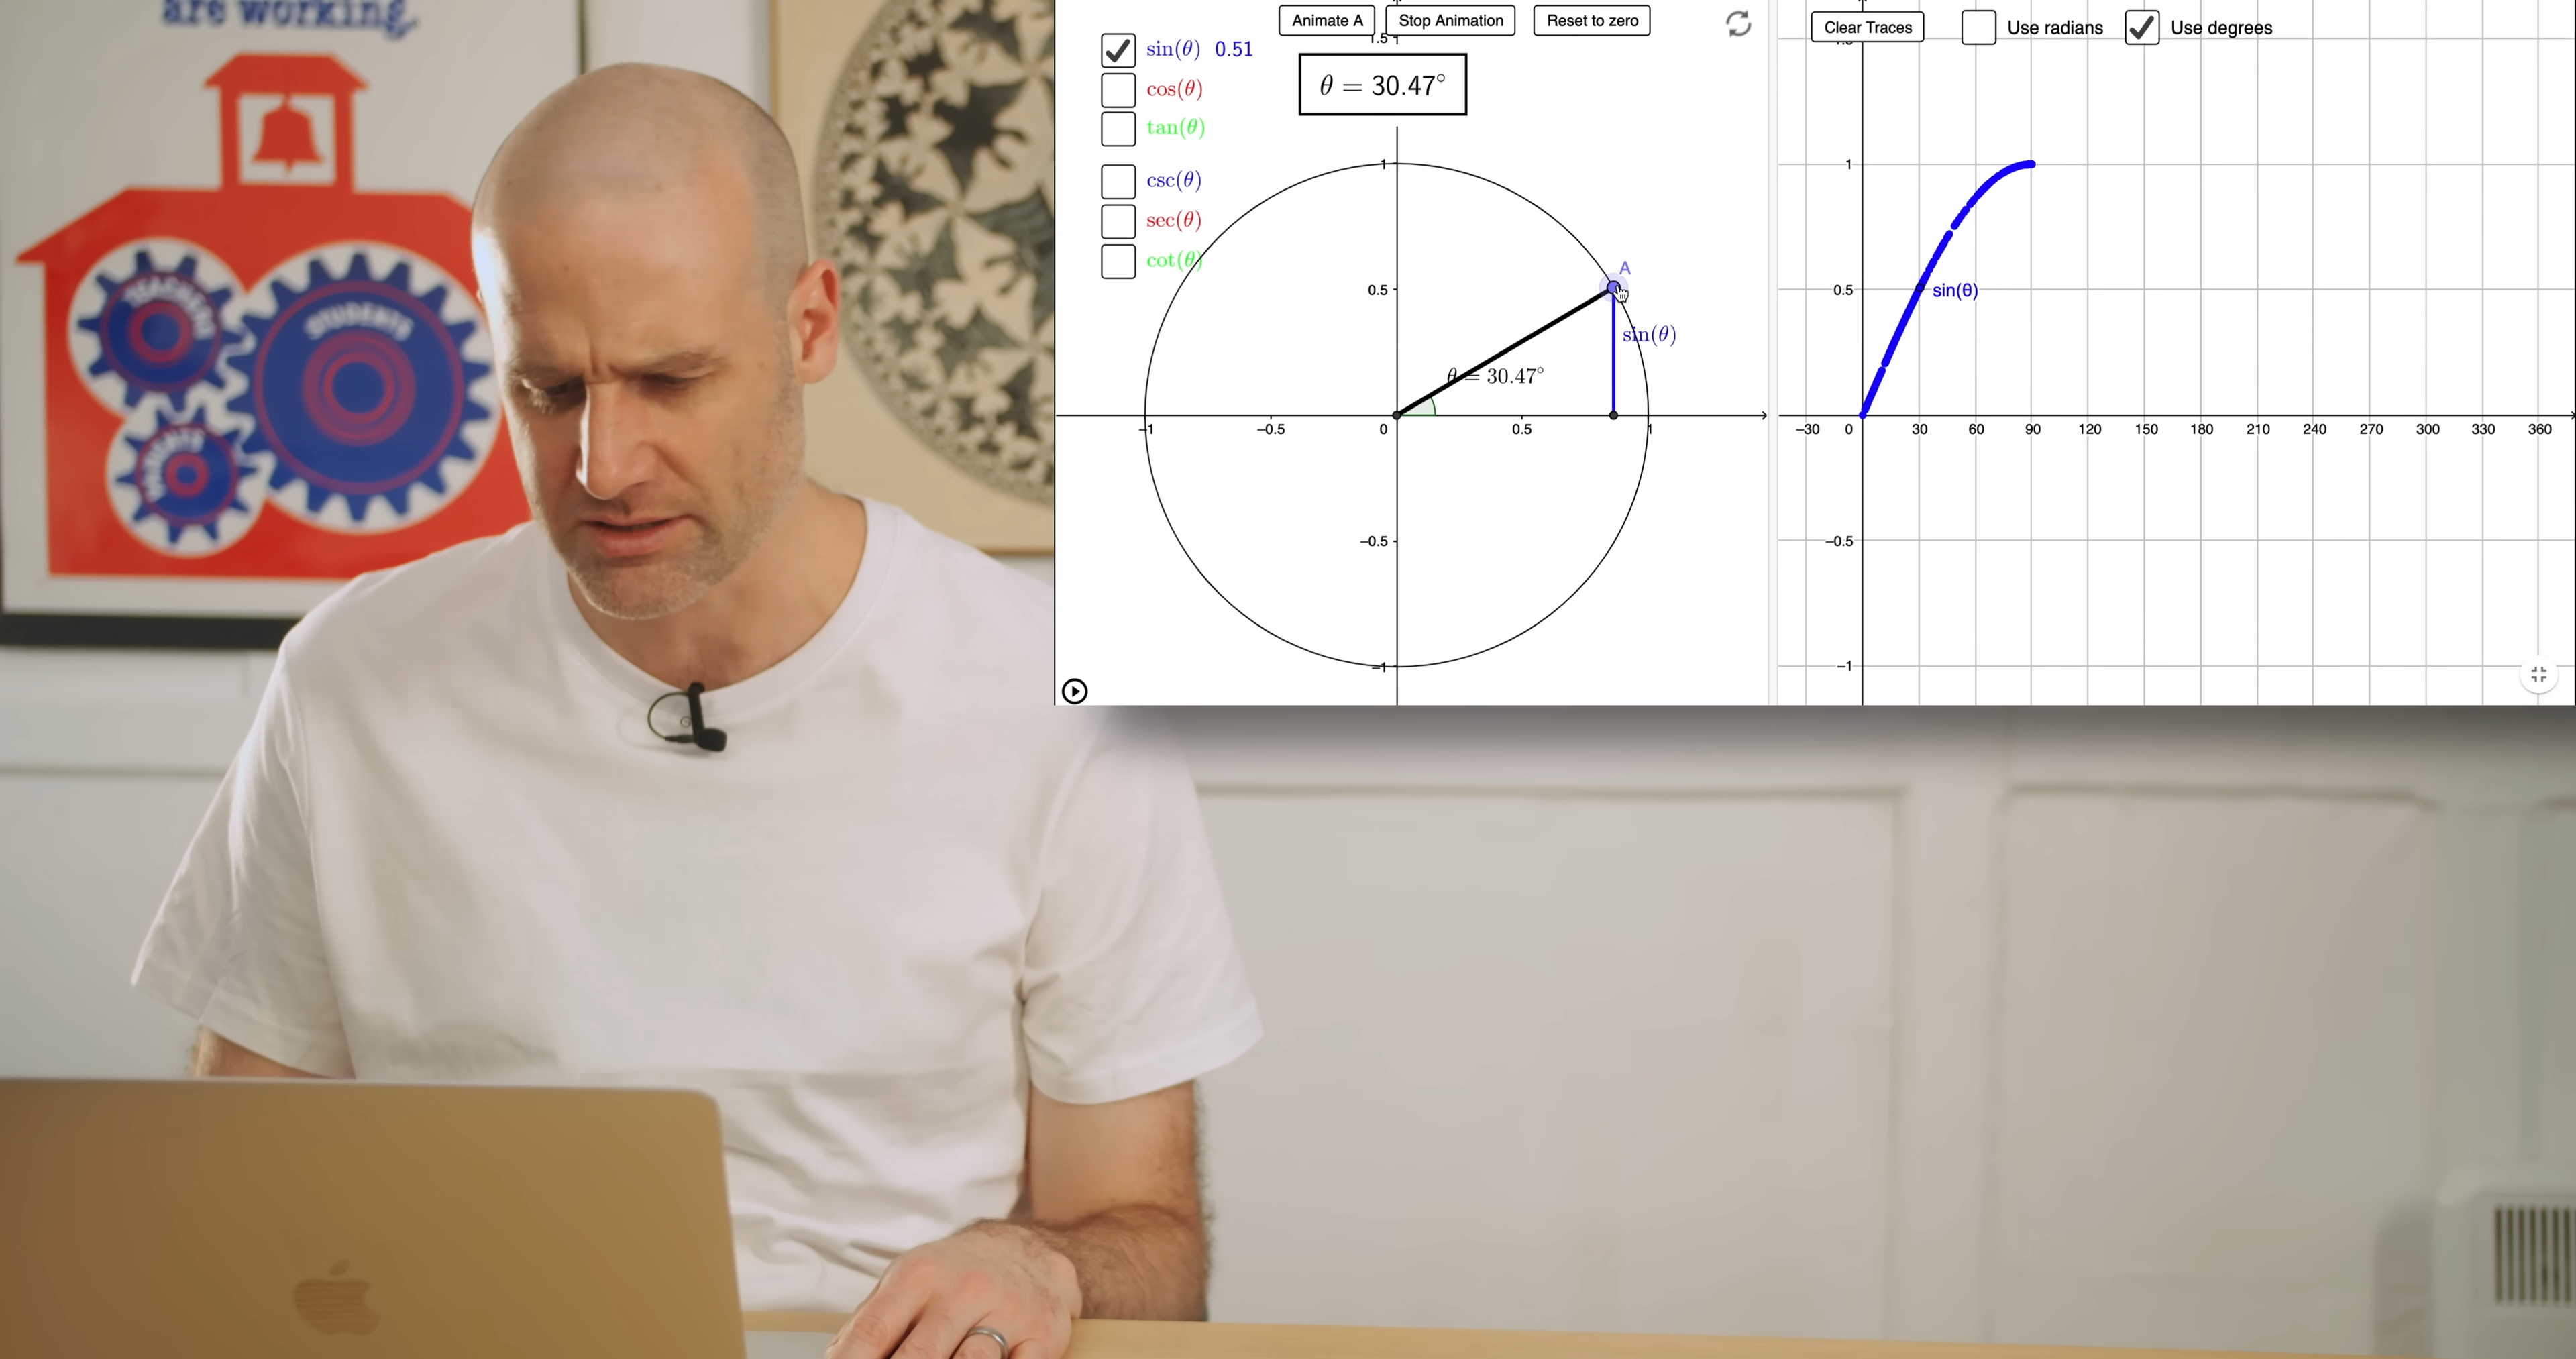 are working.
TEACHERS
STUDENTS
PARENTS
Animate A
Stop Animation
Reset to zero
sin(θ) 0.51
cos(θ)
tan(θ)
csc(θ)
sec(θ)
cot(θ)
θ = 30.47°
1.5
1
0.5
−0.5
−1
−1
−0.5
0
0.5
1
A
sin(θ)
θ = 30.47°
Clear Traces
Use radians
Use degrees
1
0.5
−0.5
−1
sin(θ)
−30
0
30
60
90
120
150
180
210
240
270
300
330
360